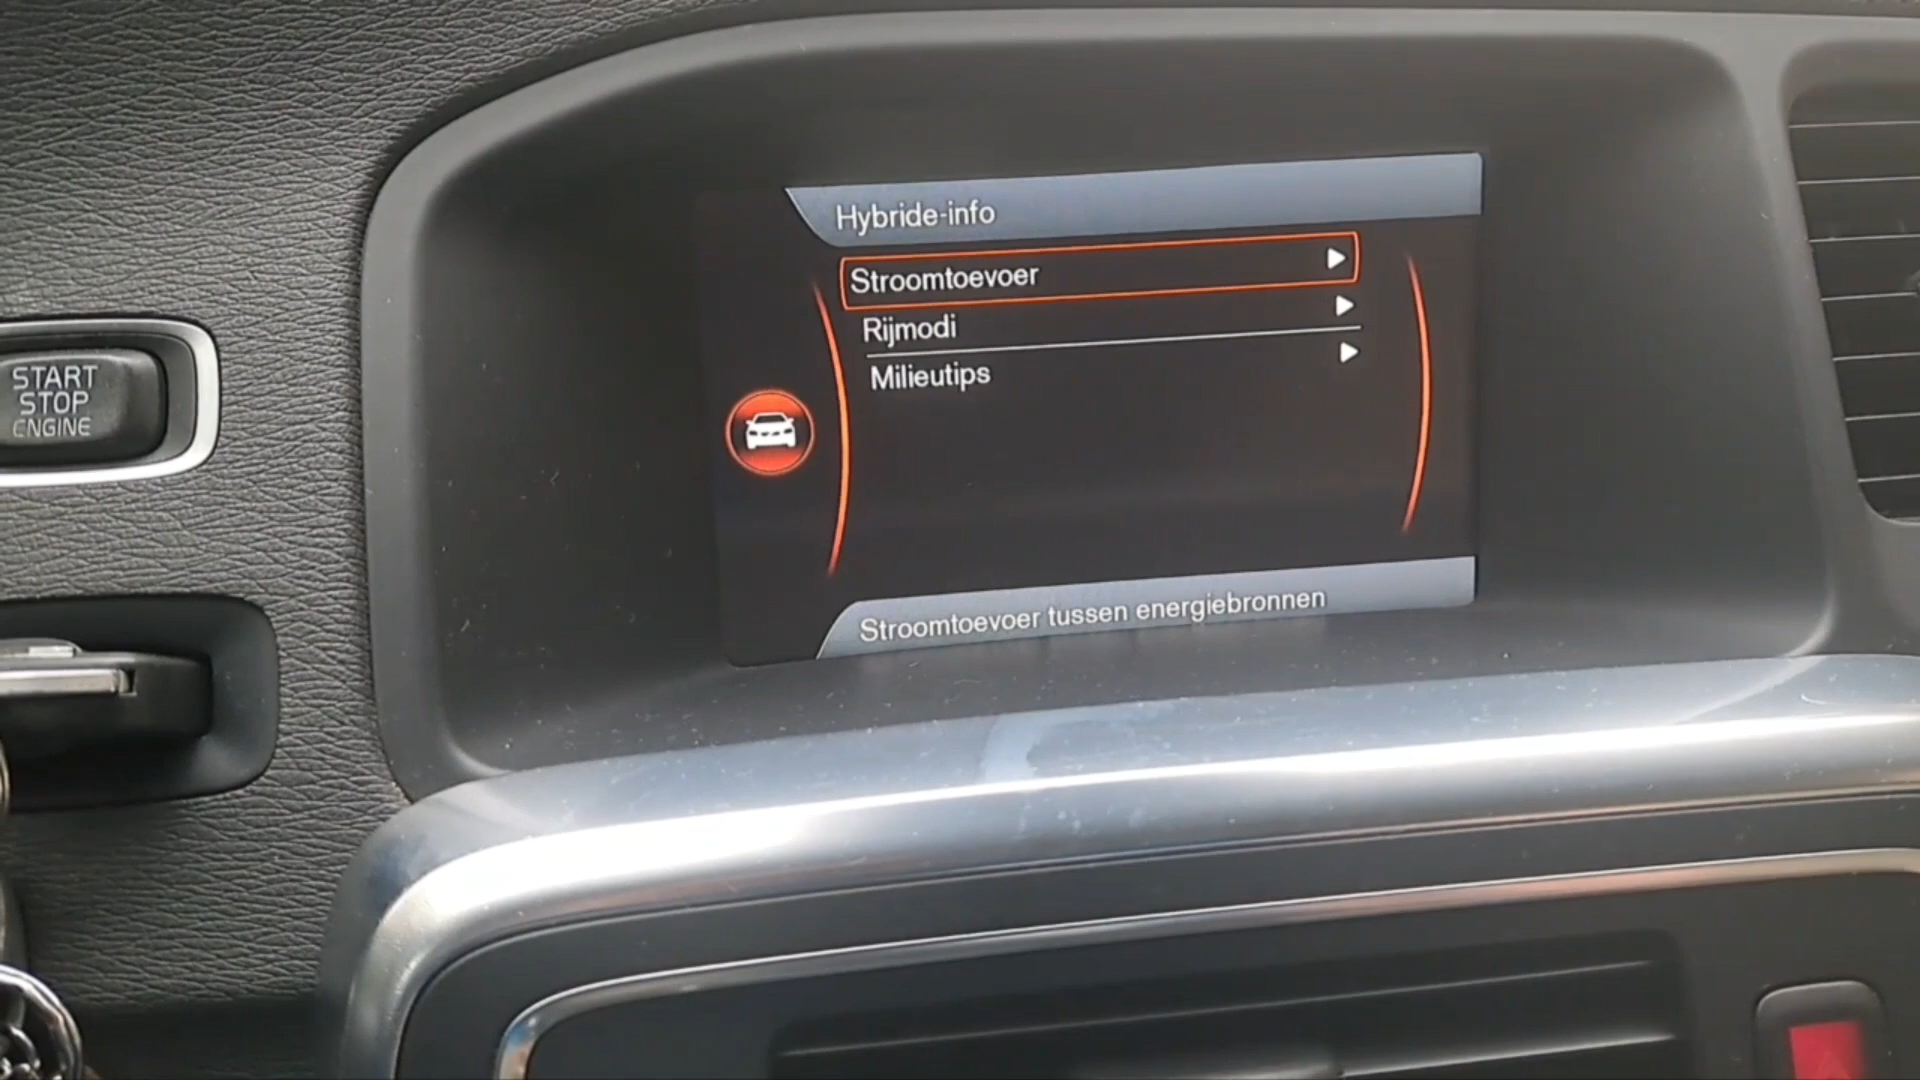 Hybride-info
Stroomtoevoer
Rijmodi
Milieutips
Stroomtoevoer tussen energiebronnen
START
STOP
ENGINE